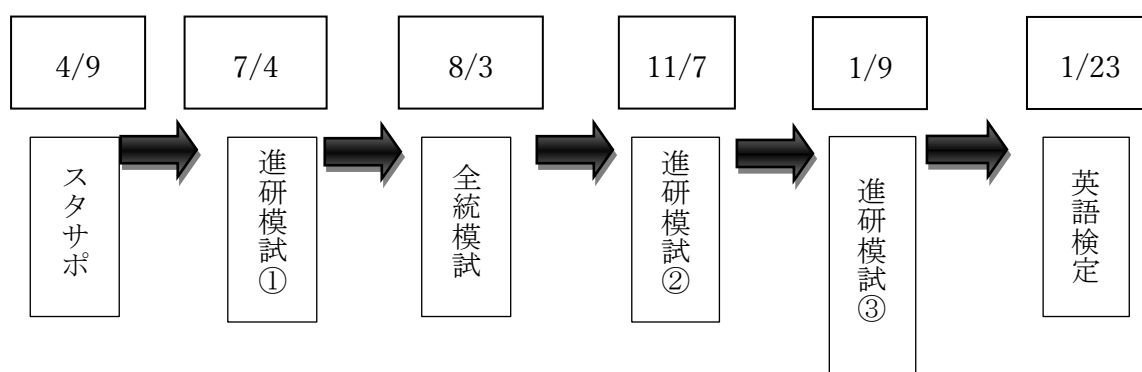 4/9
7/4
8/3
11/7
1/9
1/23
スタサポ
進研模試①
全統模試
進研模試②
進研模試③
英語検定